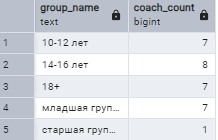 group_name coach_count
text bigint
1 10-12 лет 7
2 14-16 лет 8
3 18+ 7
4 младшая груп... 7
5 старшая груп... 1